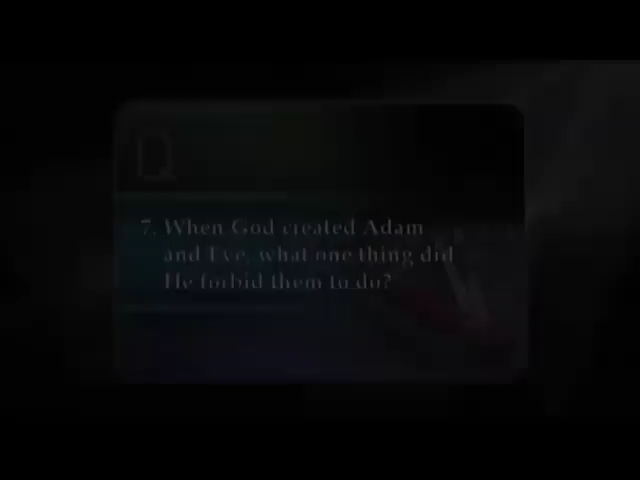 Q
7. When God created Adam
and Eve, what one thing did
He forbid them to do?